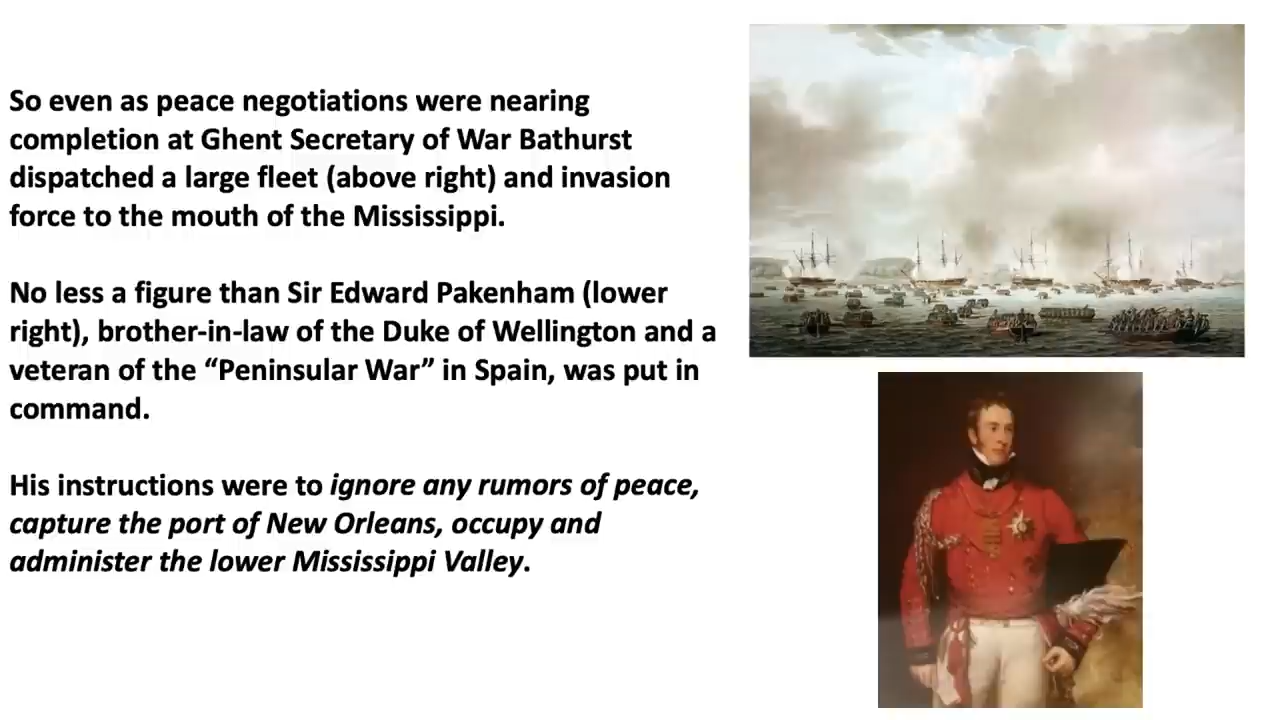 So even as peace negotiations were nearing
completion at Ghent Secretary of War Bathurst
dispatched a large fleet (above right) and invasion
force to the mouth of the Mississippi.
No less a figure than Sir Edward Pakenham (lower
right), brother-in-law of the Duke of Wellington and a
veteran of the “Peninsular War” in Spain, was put in
command.
His instructions were to ignore any rumors of peace,
capture the port of New Orleans, occupy and
administer the lower Mississippi Valley.